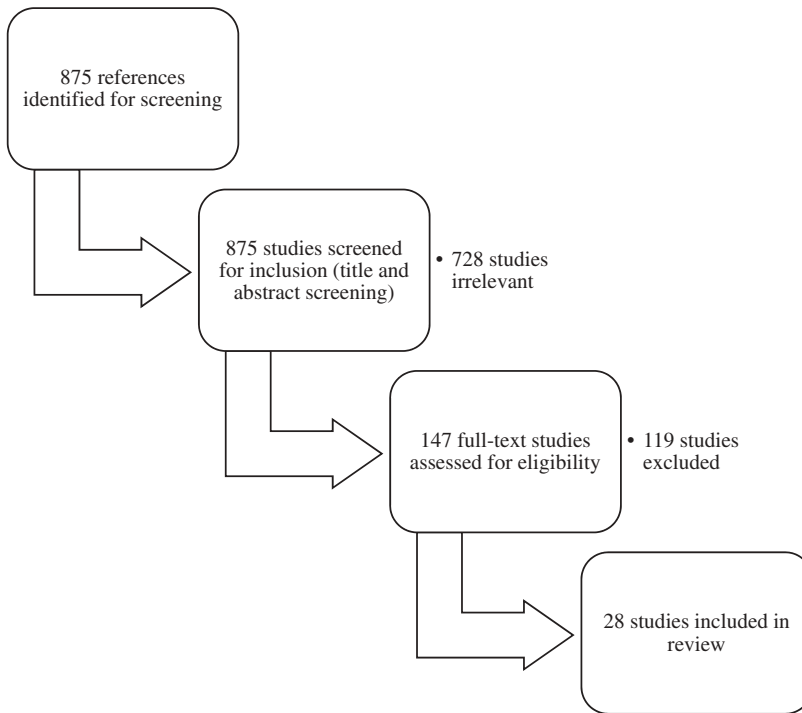 875 references
identified for screening
875 studies screened
for inclusion (title and
abstract screening)
• 728 studies
irrelevant
147 full-text studies
assessed for eligibility
• 119 studies
excluded
28 studies included in
review